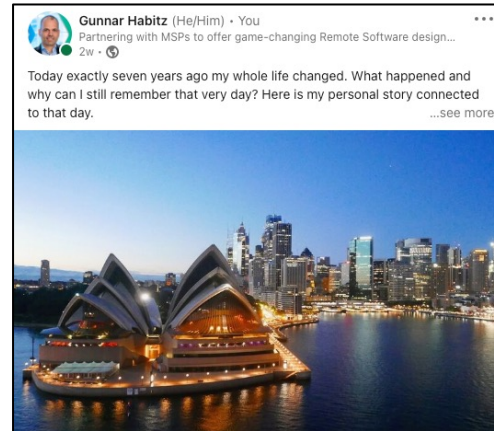 Gunnar Habitz (He/Him) • You
Partnering with MSPs to offer game-changing Remote Software design...
2w •
Today exactly seven years ago my whole life changed. What happened and
why can I still remember that very day? Here is my personal story connected
to that day.
...see more